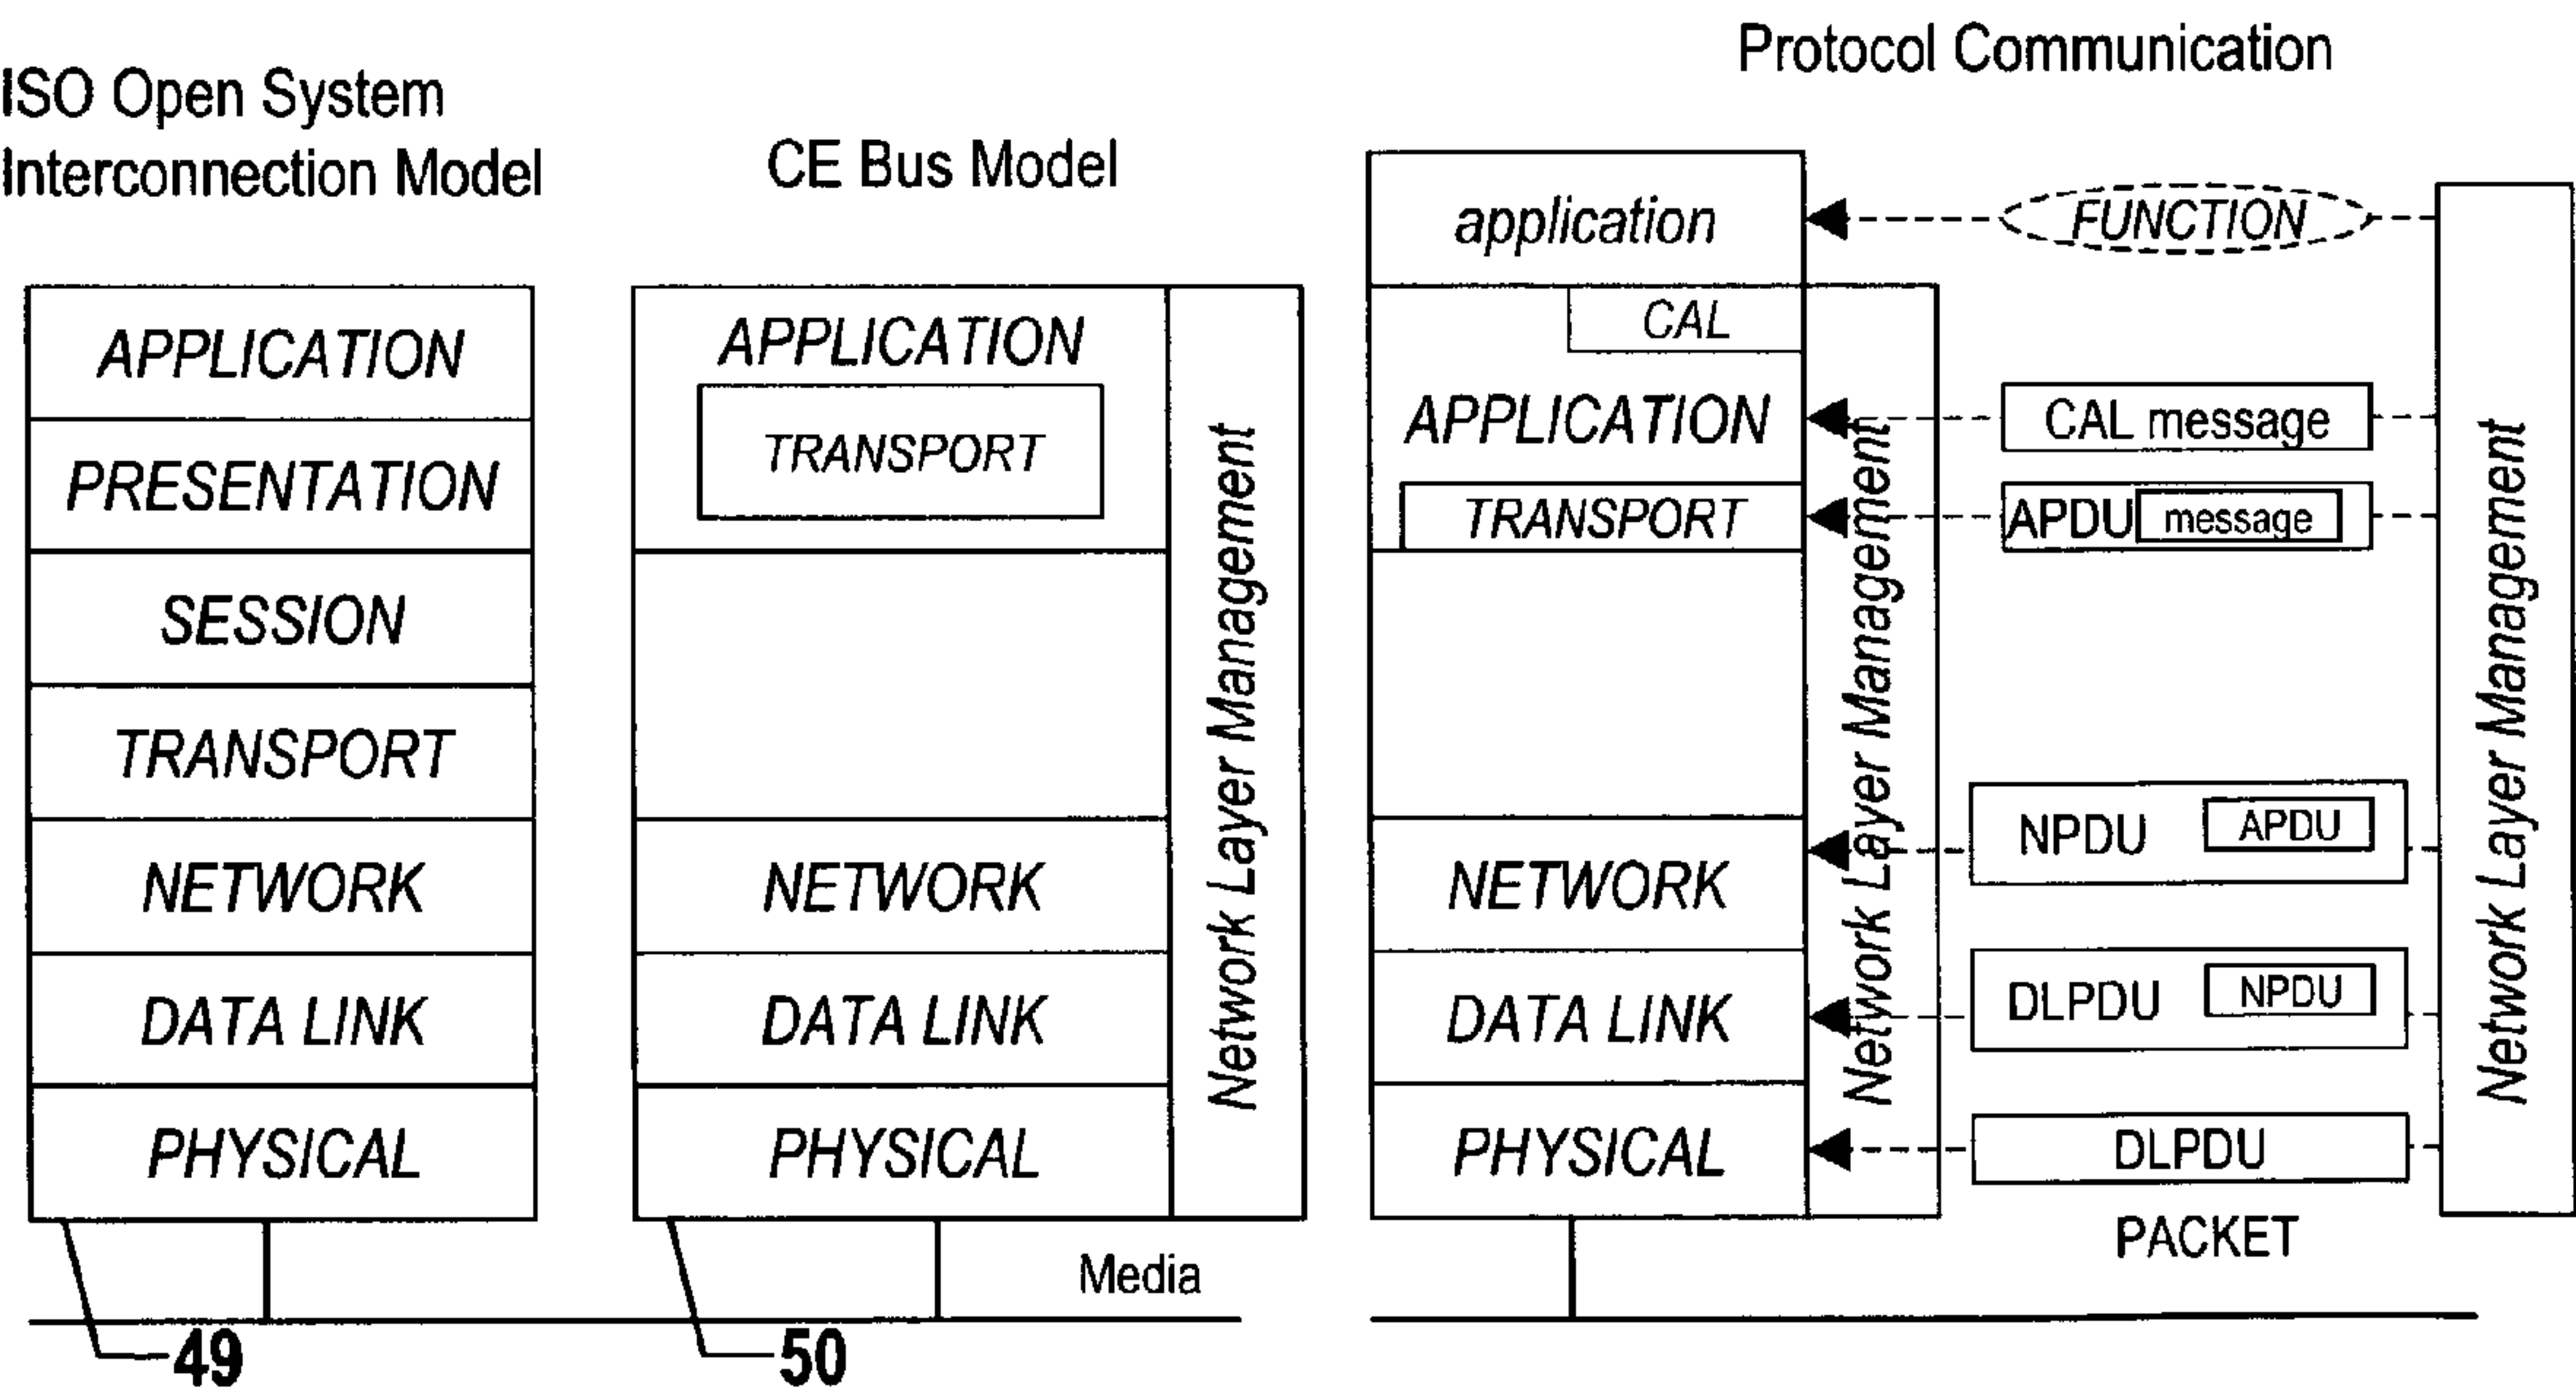 Protocol Communication
ISO Open System
Interconnection Model
CE Bus Model
APPLICATION
PRESENTATION
SESSION
TRANSPORT
NETWORK
DATA LINK
PHYSICAL
49
APPLICATION
TRANSPORT
NETWORK
DATA LINK
PHYSICAL
Network Layer Management
50
Media
application
CAL
APPLICATION
TRANSPORT
NETWORK
DATA LINK
PHYSICAL
Network Layer Management
FUNCTION
CAL message
APDU message
NPDU APDU
DLPDU NPDU
DLPDU
PACKET
Network Layer Management